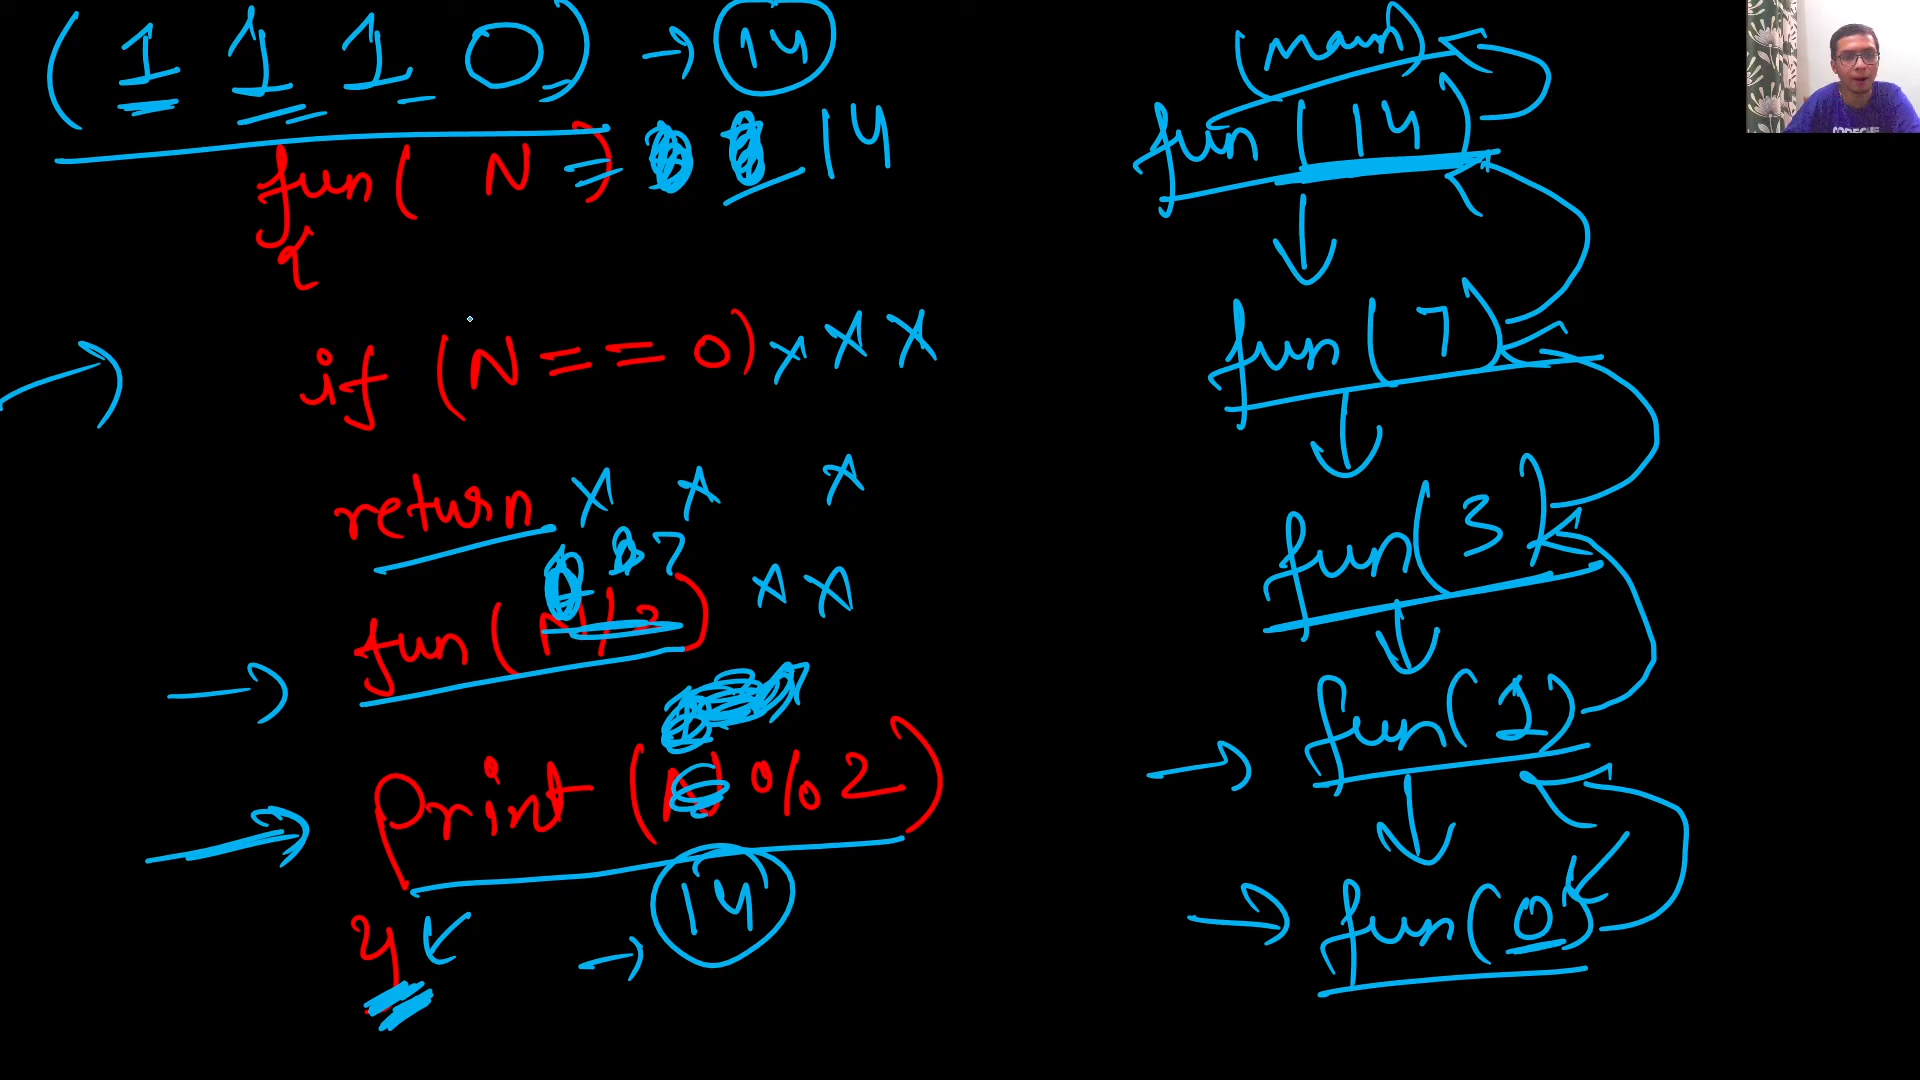 (1 1 1 0) → 14
fun( N ) = 14
{
if (N == 0) x x x
return x x x
7
fun(N/2) x x
print(N%2)
}
→ 14
(main)
fun(14)
fun(7)
fun(3)
fun(1)
fun(0)